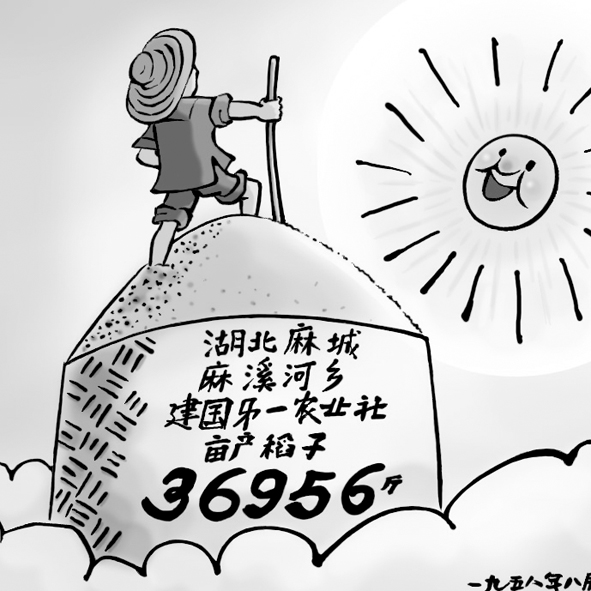 湖北麻城
麻溪河乡
建国第一农业社
亩产稻子
36956斤
一九五八年八月